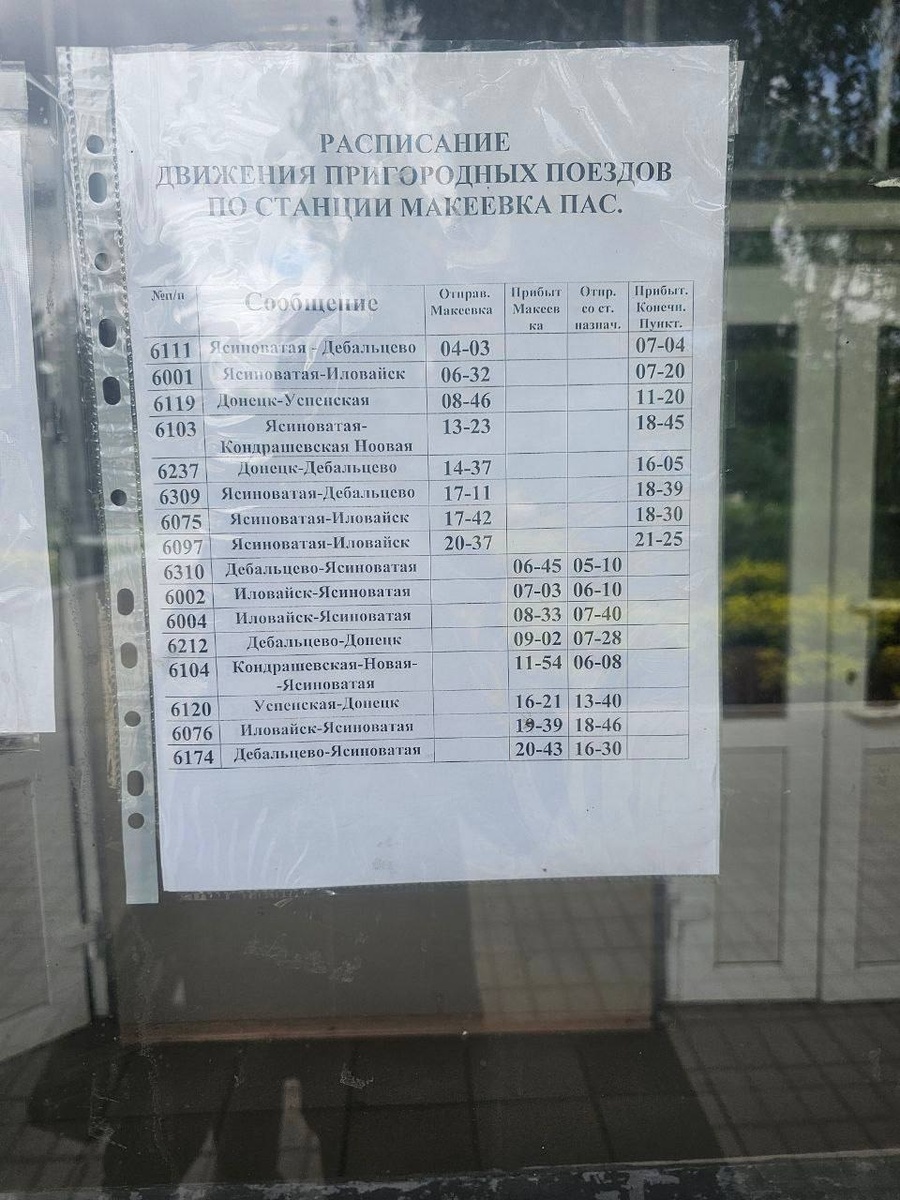 РАСПИСАНИЕ
ДВИЖЕНИЯ ПРИГОРОДНЫХ ПОЕЗДОВ
ПО СТАНЦИИ МАКЕЕВКА ПАС.
№п/п Сообщение Отправ. Макеевка Прибыт Макеев ка Отпр. со ст. назнач. Прибыт. Конечн. Пункт.
6111 Ясиноватая - Дебальцево 04-03 07-04
6001 Ясиноватая-Иловайск 06-32 07-20
6119 Донецк-Успенская 08-46 11-20
6103 Ясиноватая- 13-23 18-45
Кондрашевская Ноовая
6237 Донецк-Дебальцево 14-37 16-05
6309 Ясиноватая-Дебальцево 17-11 18-39
6075 Ясиноватая-Иловайск 17-42 18-30
6097 Ясиноватая-Иловайск 20-37 21-25
6310 Дебальцево-Ясиноватая 06-45 05-10
6002 Иловайск-Ясиноватая 07-03 06-10
6004 Иловайск-Ясиноватая 08-33 07-40
6212 Дебальцево-Донецк 09-02 07-28
6104 Кондрашевская-Новая- 11-54 06-08
-Ясиноватая
6120 Успенская-Донецк 16-21 13-40
6076 Иловайск-Ясиноватая 19-39 18-46
6174 Дебальцево-Ясиноватая 20-43 16-30